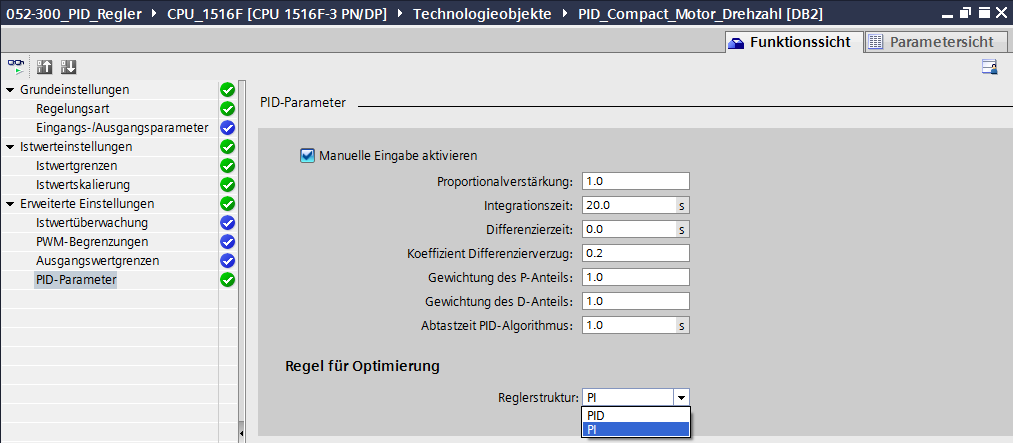 052-300_PID_Regler ▸ CPU_1516F [CPU 1516F-3 PN/DP] ▸ Technologieobjekte ▸ PID_Compact_Motor_Drehzahl [DB2]
Funktionssicht Parametersicht
Grundeinstellungen
Regelungsart
Eingangs-/Ausgangsparameter
Istwerteinstellungen
Istwertgrenzen
Istwertskalierung
Erweiterte Einstellungen
Istwertüberwachung
PWM-Begrenzungen
Ausgangswertgrenzen
PID-Parameter
PID-Parameter
Manuelle Eingabe aktivieren
Proportionalverstärkung: 1.0
Integrationszeit: 20.0 s
Differenzierzeit: 0.0 s
Koeffizient Differenzierverzug: 0.2
Gewichtung des P-Anteils: 1.0
Gewichtung des D-Anteils: 1.0
Abtastzeit PID-Algorithmus: 1.0 s
Regel für Optimierung
Reglerstruktur: PI
PID
PI